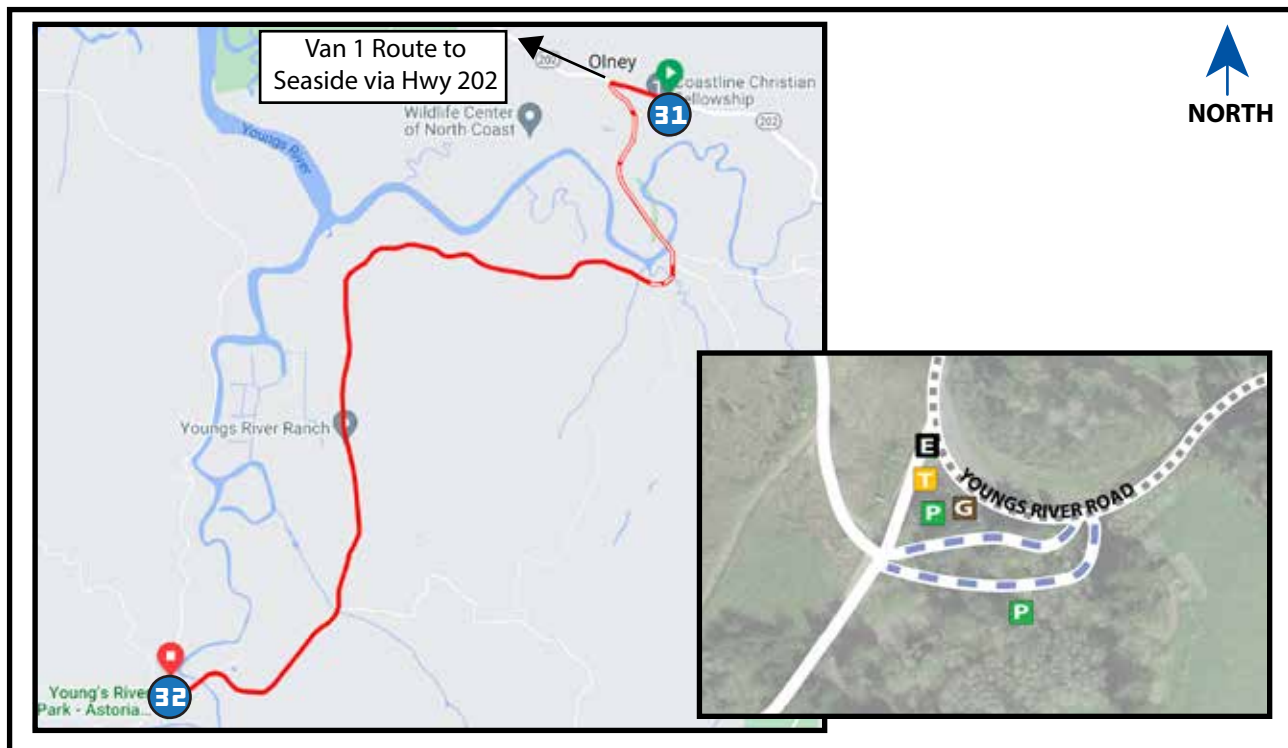 Van 1 Route to
Seaside via Hwy 202
202
Olney
Coastline Christian
Fellowship
31
202
Wildlife Center
of North Coast
Youngs River
Youngs River Ranch
Young's River
Park - Astoria...
32
NORTH
E
T
P
G
YOUNGS RIVER ROAD
P